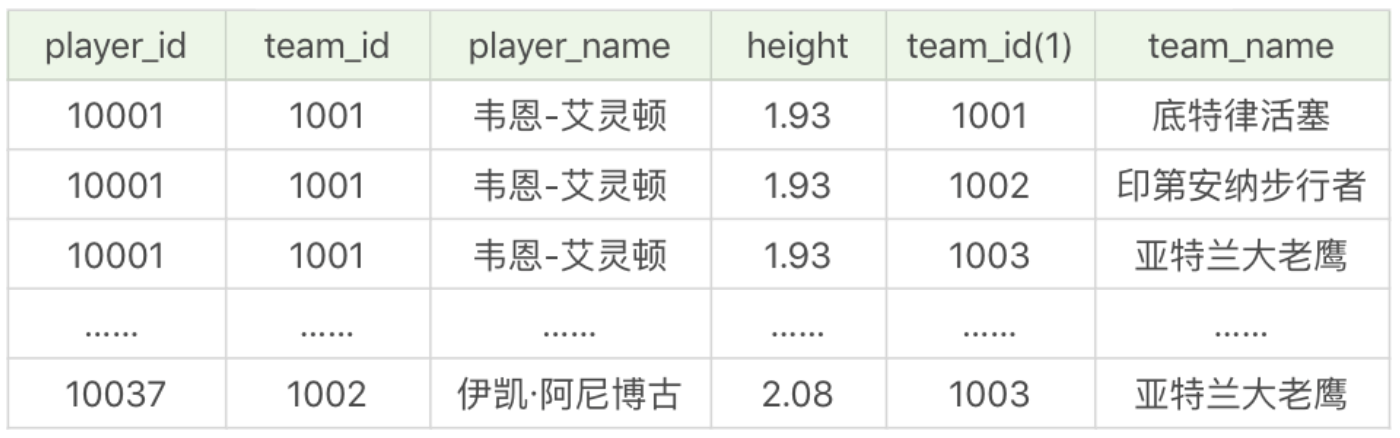 player_id team_id player_name height team_id(1) team_name
10001 1001 韦恩-艾灵顿 1.93 1001 底特律活塞
10001 1001 韦恩-艾灵顿 1.93 1002 印第安纳步行者
10001 1001 韦恩-艾灵顿 1.93 1003 亚特兰大老鹰
…… …… …… …… …… ……
10037 1002 伊凯·阿尼博古 2.08 1003 亚特兰大老鹰